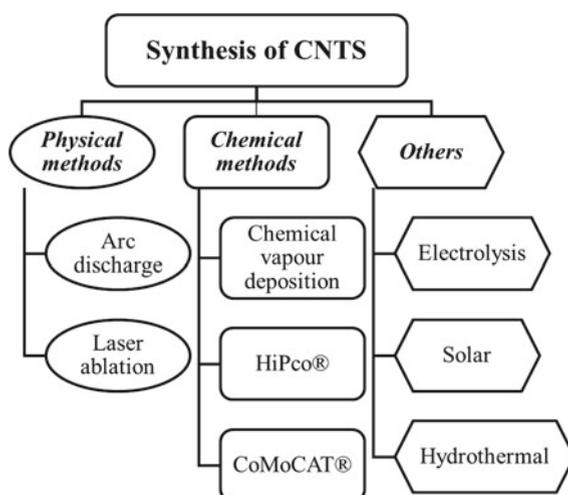 Synthesis of CNTS
Physical
methods
Chemical
methods
Others
Arc
discharge
Chemical
vapour
deposition
Electrolysis
Laser
ablation
HiPco®
Solar
CoMoCAT®
Hydrothermal